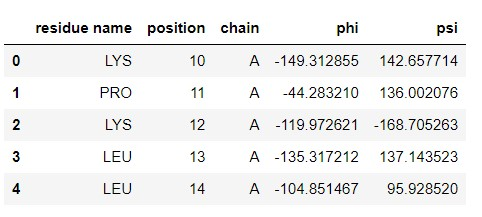 residue name position chain phi psi
0 LYS 10 A -149.312855 142.657714
1 PRO 11 A -44.283210 136.002076
2 LYS 12 A -119.972621 -168.705263
3 LEU 13 A -135.317212 137.143523
4 LEU 14 A -104.851467 95.928520